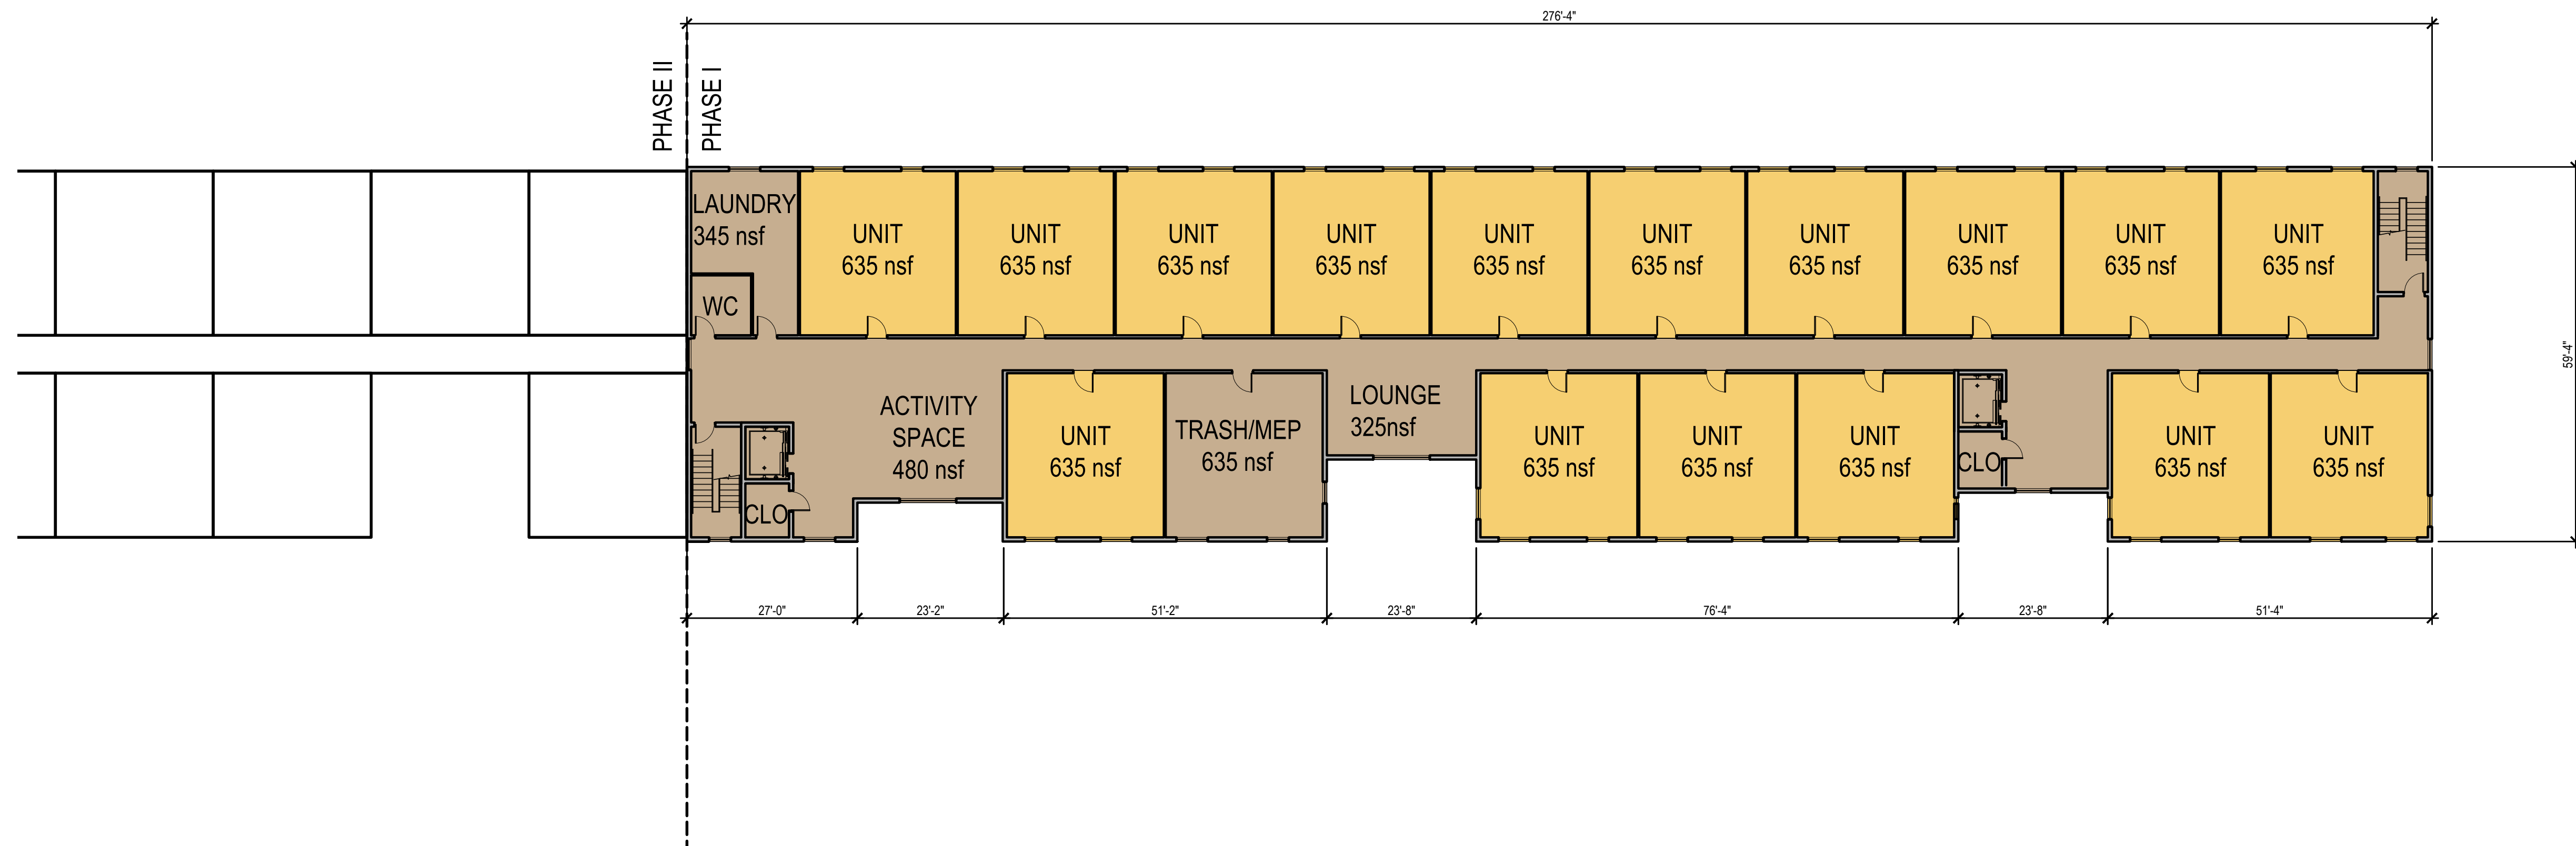 276'-4"
PHASE II
PHASE I
LAUNDRY
345 nsf
WC
UNIT
635 nsf
UNIT
635 nsf
UNIT
635 nsf
UNIT
635 nsf
UNIT
635 nsf
UNIT
635 nsf
UNIT
635 nsf
UNIT
635 nsf
UNIT
635 nsf
UNIT
635 nsf
59'-4"
CLO
ACTIVITY
SPACE
480 nsf
UNIT
635 nsf
TRASH/MEP
635 nsf
LOUNGE
325nsf
UNIT
635 nsf
UNIT
635 nsf
UNIT
635 nsf
CLO
UNIT
635 nsf
UNIT
635 nsf
27'-0"
23'-2"
51'-2"
23'-8"
76'-4"
23'-8"
51'-4"